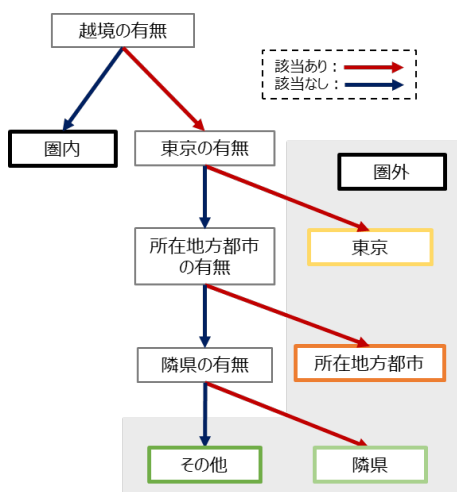 越境の有無
該当あり：
該当なし：
圏内
東京の有無
圏外
東京
所在地方都市
の有無
隣県の有無
所在地方都市
その他
隣県